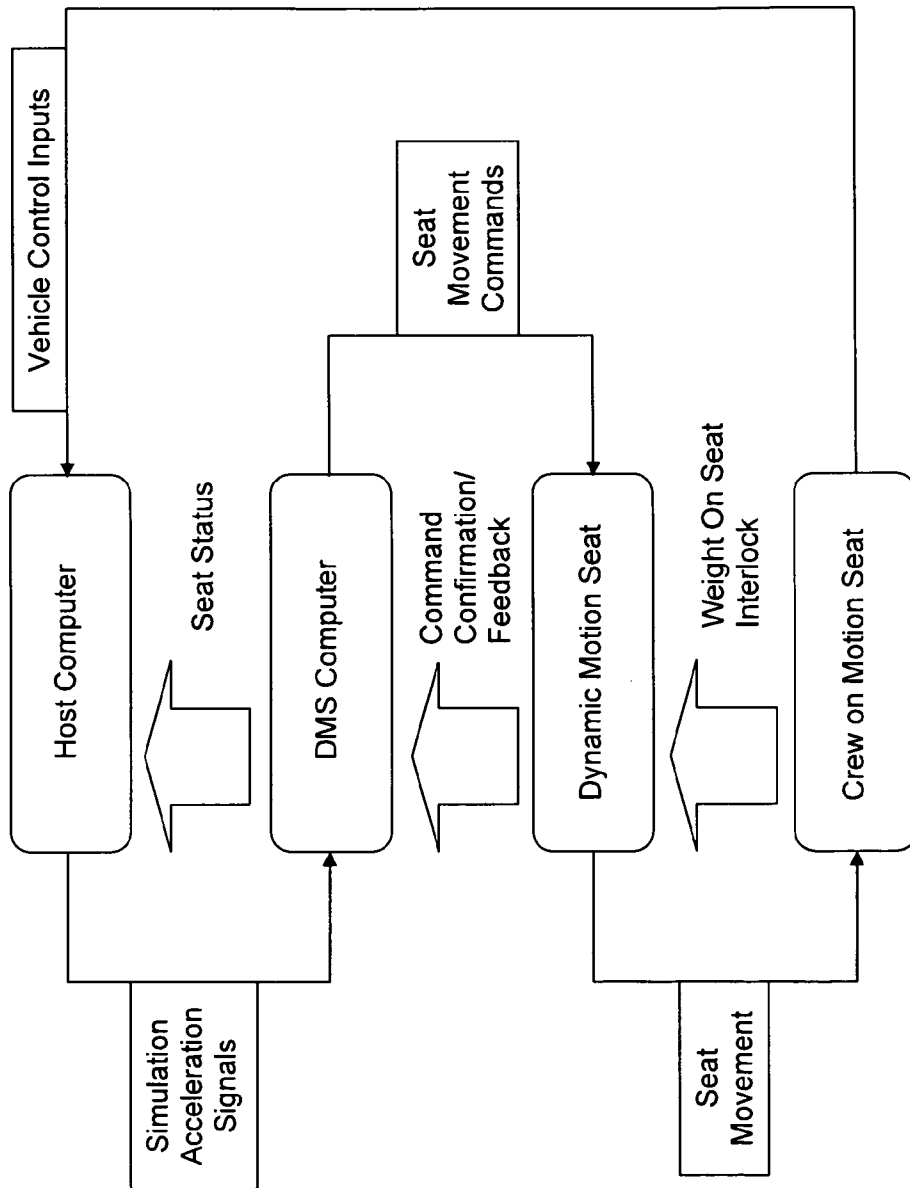 Vehicle Control Inputs
Host Computer
Seat Status
Simulation
Acceleration
Signals
DMS Computer
Seat
Movement
Commands
Command
Confirmation/
Feedback
Dynamic Motion Seat
Weight On Seat
Interlock
Seat
Movement
Crew on Motion Seat